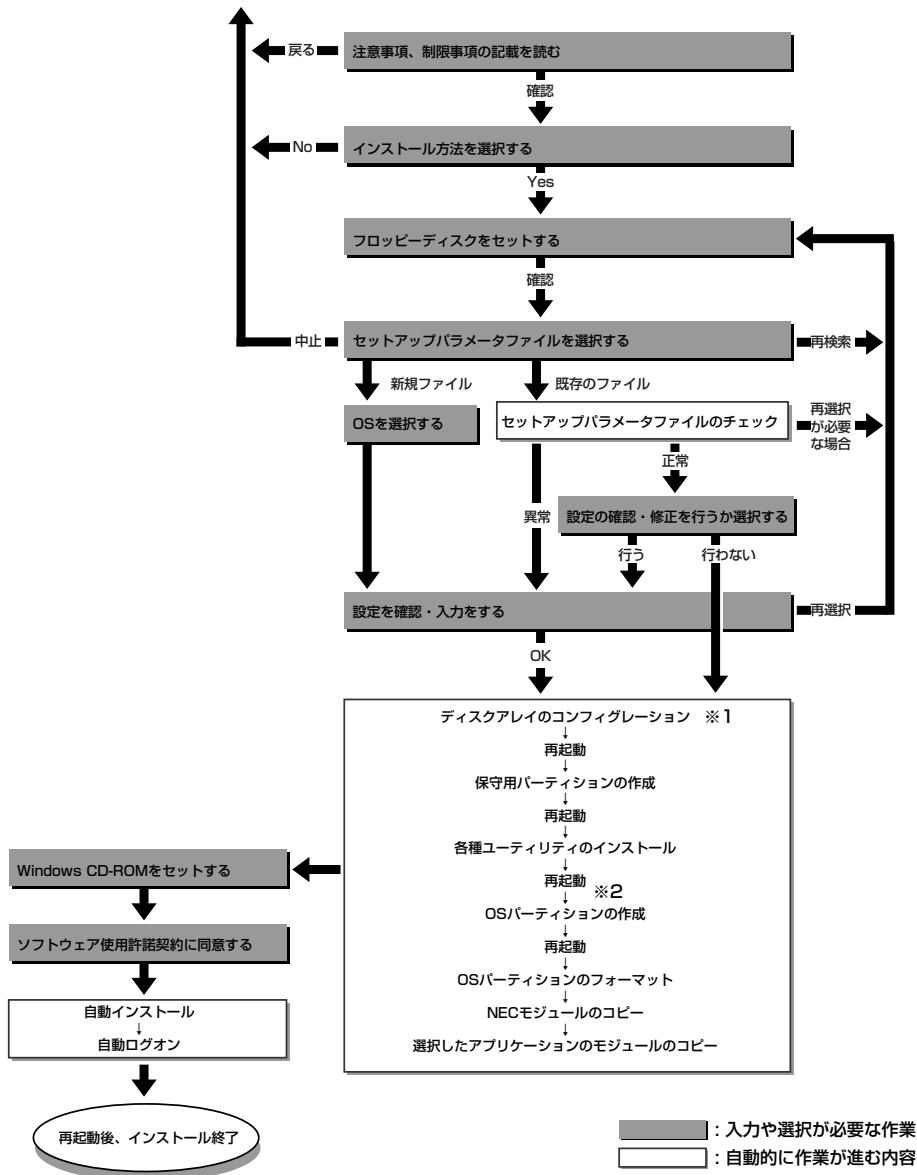 戻る
注意事項、制限事項の記載を読む
確認
No
インストール方法を選択する
Yes
フロッピーディスクをセットする
確認
中止
セットアップパラメータファイルを選択する
再検索
新規ファイル
既存のファイル
OSを選択する
セットアップパラメータファイルのチェック
再選択
が必要
な場合
正常
異常
設定の確認・修正を行うか選択する
行う
行わない
設定を確認・入力をする
再選択
OK
ディスクアレイのコンフィグレーション ※1
↓
再起動
↓
保守用パーティションの作成
↓
再起動
↓
各種ユーティリティのインストール
↓
再起動
↓ ※2
OSパーティションの作成
↓
再起動
↓
OSパーティションのフォーマット
↓
NECモジュールのコピー
↓
選択したアプリケーションのモジュールのコピー
Windows CD-ROMをセットする
ソフトウェア使用許諾契約に同意する
自動インストール
↓
自動ログオン
再起動後、インストール終了
：入力や選択が必要な作業
：自動的に作業が進む内容